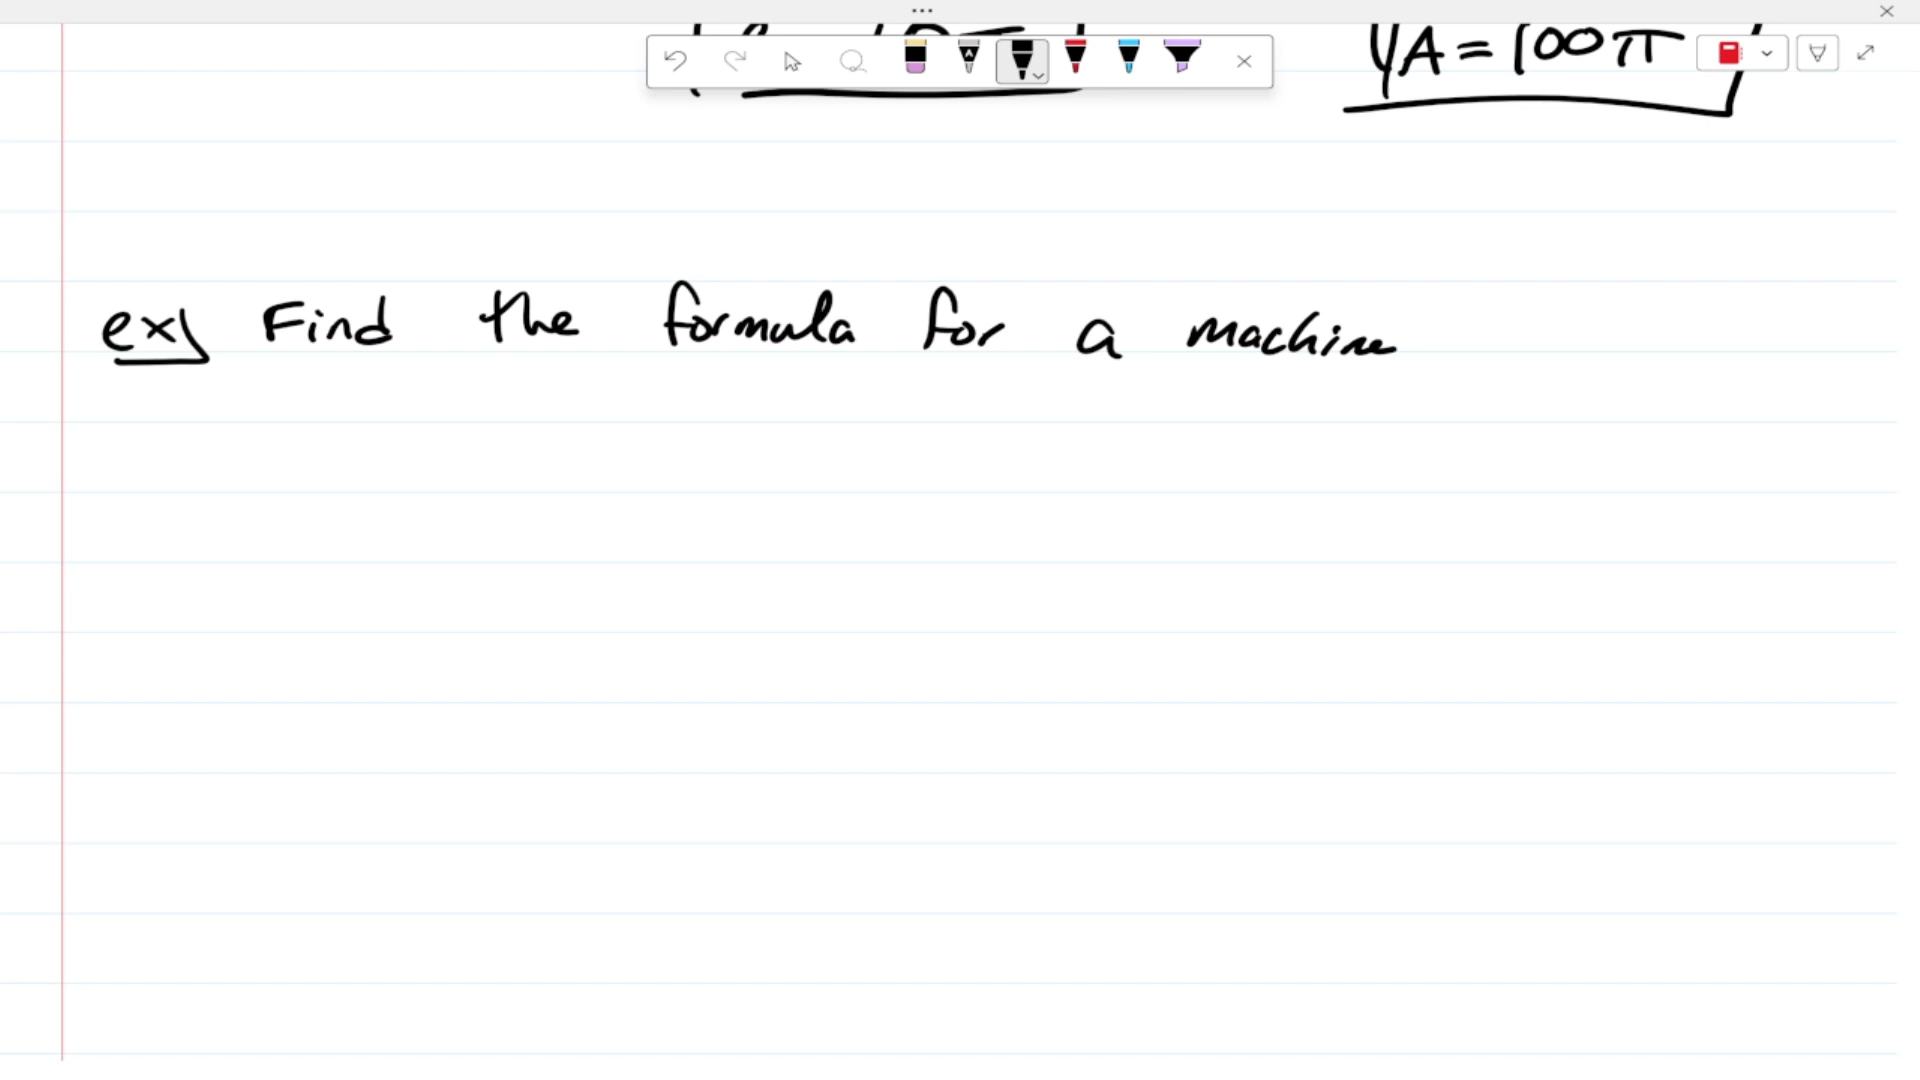 YA = 100π
ex) Find the formula for a machine